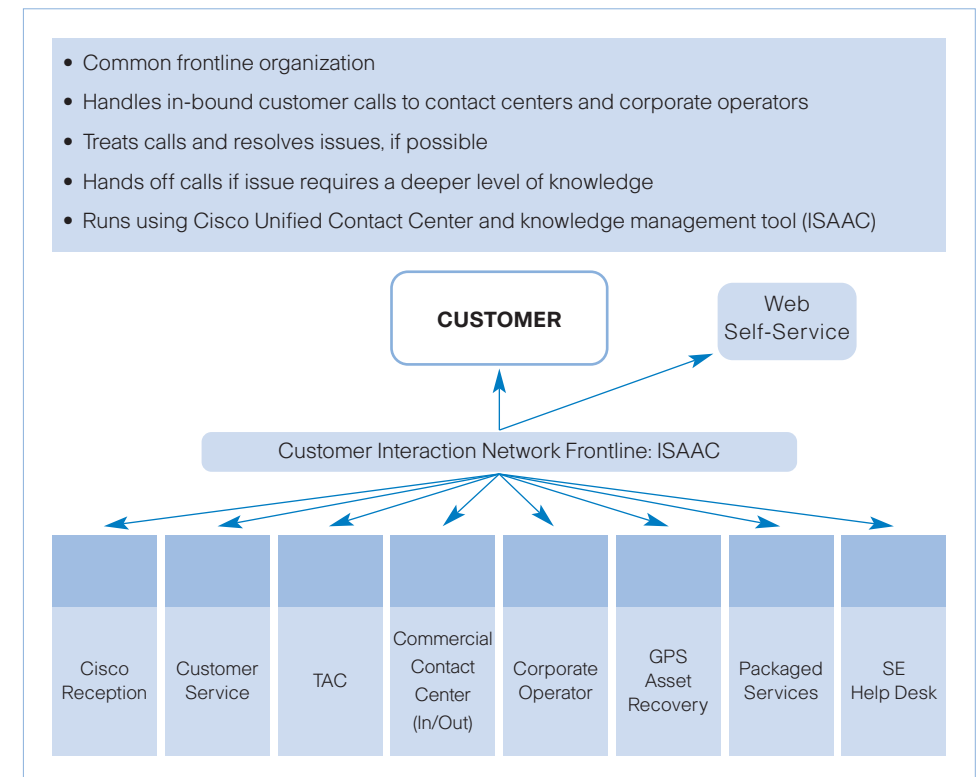 • Common frontline organization
• Handles in-bound customer calls to contact centers and corporate operators
• Treats calls and resolves issues, if possible
• Hands off calls if issue requires a deeper level of knowledge
• Runs using Cisco Unified Contact Center and knowledge management tool (ISAAC)
CUSTOMER
Web
Self-Service
Customer Interaction Network Frontline: ISAAC
Cisco
Reception
Customer
Service
TAC
Commercial
Contact
Center
(In/Out)
Corporate
Operator
GPS
Asset
Recovery
Packaged
Services
SE
Help Desk